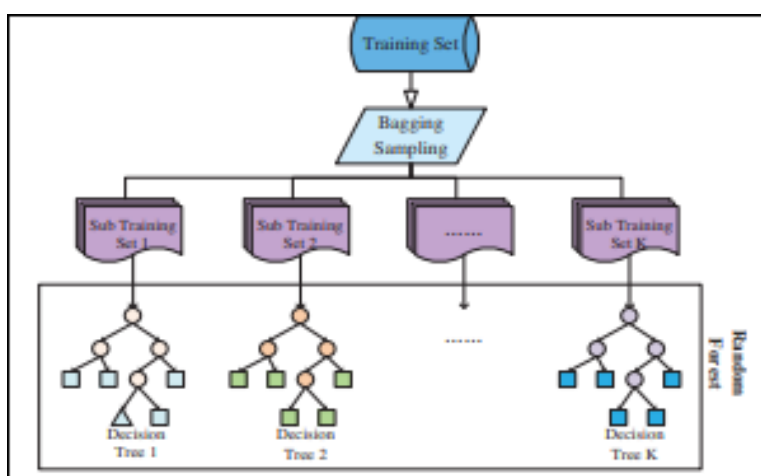 Training Set
Bagging
Sampling
Sub Training
Set 1
Sub Training
Set 2
......
Sub Training
Set K
......
Random
Forest
Decision
Tree 1
Decision
Tree 2
Decision
Tree K